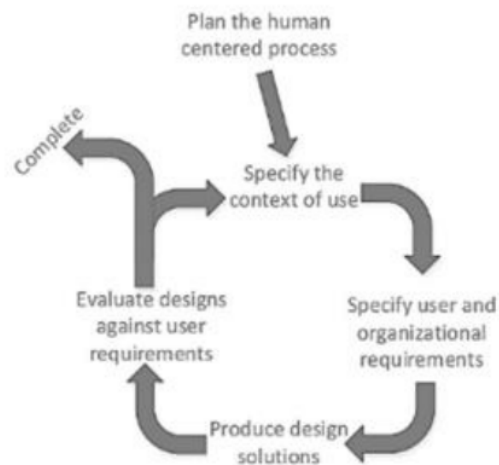 Plan the human
centered process
Complete
Specify the
context of use
Evaluate designs
against user
requirements
Specify user and
organizational
requirements
Produce design
solutions